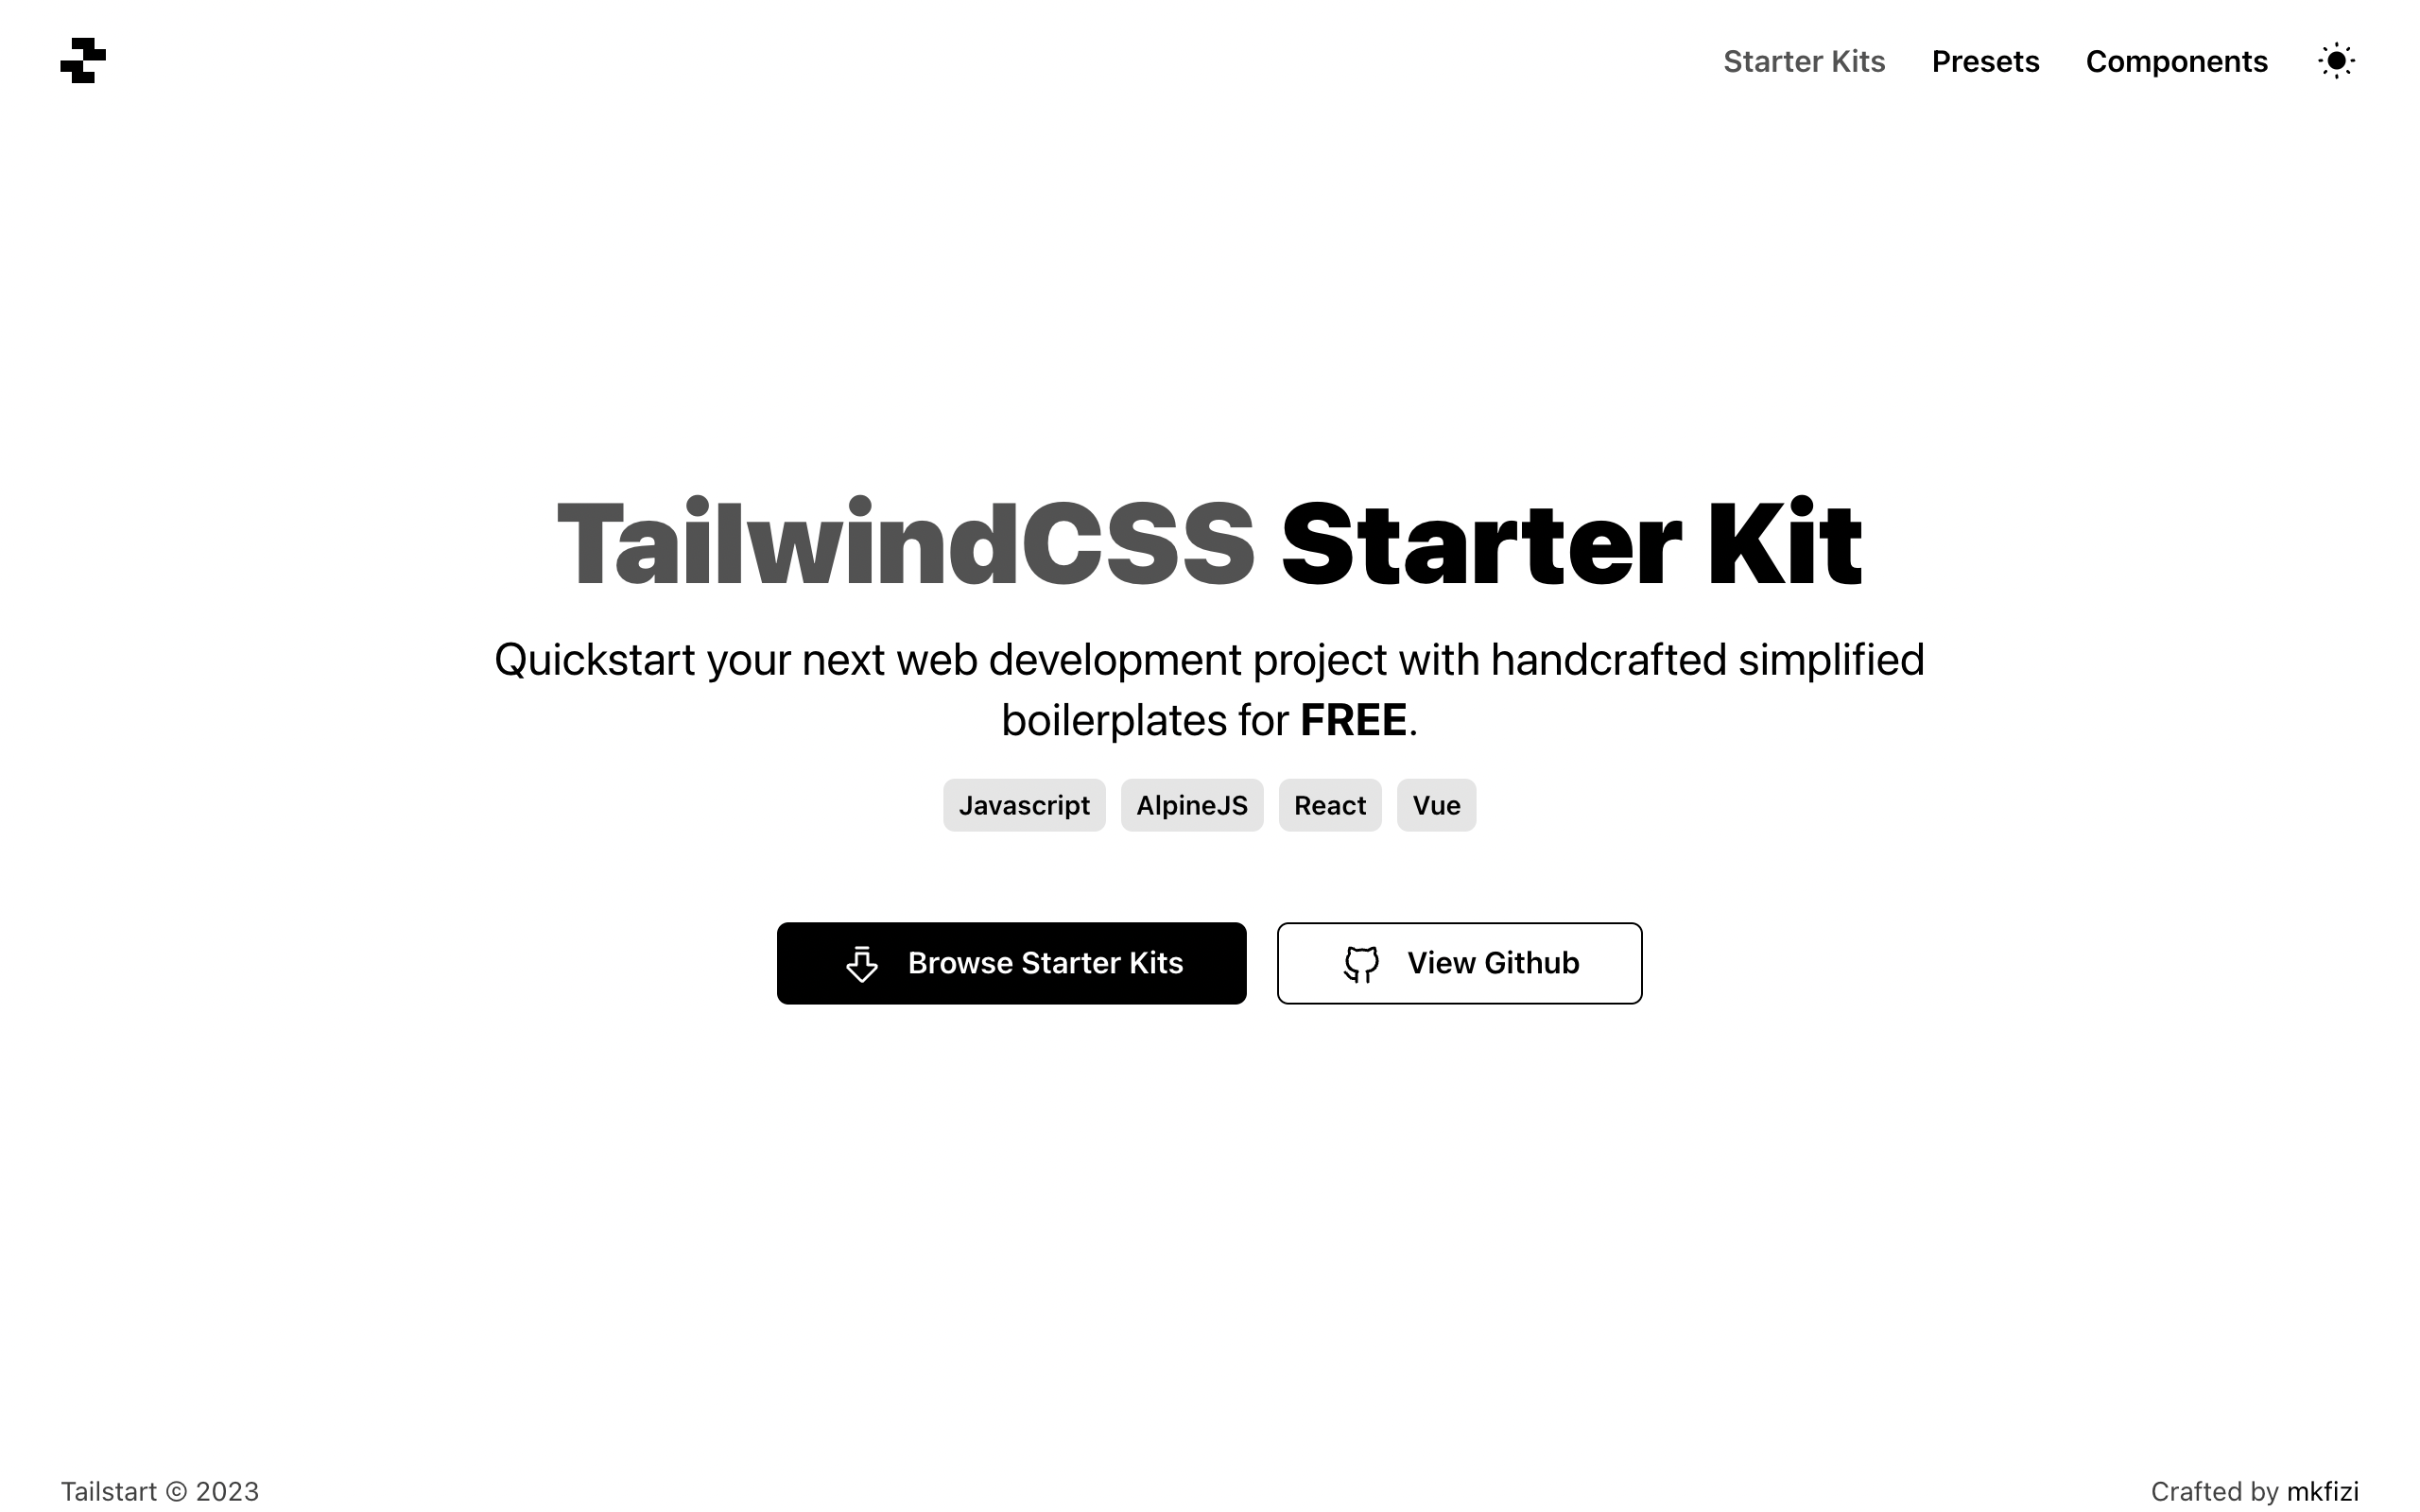 Starter Kits Presets Components
TailwindCSS Starter Kit
Quickstart your next web development project with handcrafted simplified
boilerplates for FREE.
Javascript AlpineJS React Vue
Browse Starter Kits View Github
Tailstart © 2023 Crafted by mkfizi